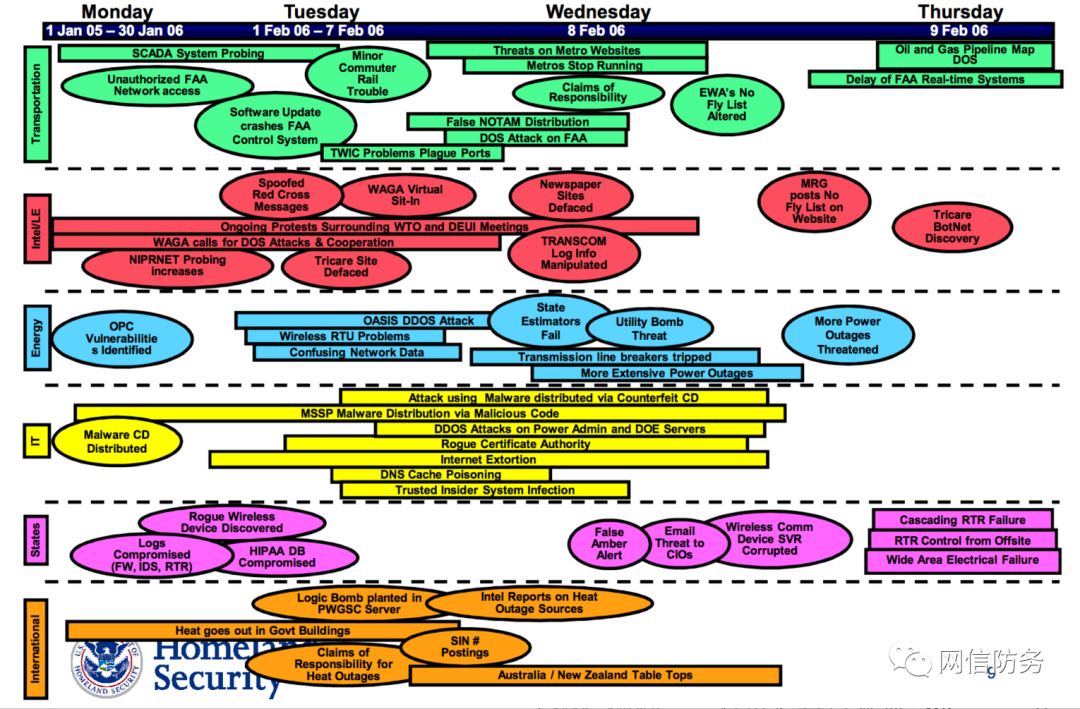 Monday
Tuesday
Wednesday
Thursday
1 Jan 05 – 30 Jan 06
1 Feb 06 – 7 Feb 06
8 Feb 06
9 Feb 06
Transportation
SCADA System Probing
Unauthorized FAA
Network access
Minor
Commuter
Rail
Trouble
Software Update
crashes FAA
Control System
TWIC Problems Plague Ports
Threats on Metro Websites
Metros Stop Running
Claims of
Responsibility
False NOTAM Distribution
DOS Attack on FAA
EWA's No
Fly List
Altered
Oil and Gas Pipeline Map
DOS
Delay of FAA Real-time Systems
Intel/LE
Spoofed
Red Cross
Messages
WAGA Virtual
Sit-In
Newspaper
Sites
Defaced
MRG
posts No
Fly List on
Website
Tricare
BotNet
Discovery
Ongoing Protests Surrounding WTO and DEUI Meetings
WAGA calls for DOS Attacks & Cooperation
NIPRNET Probing
increases
Tricare Site
Defaced
TRANSCOM
Log Info
Manipulated
Energy
OPC
Vulnerabilitie
s Identified
OASIS DDOS Attack
Wireless RTU Problems
Confusing Network Data
State
Estimators
Fail
Utility Bomb
Threat
More Power
Outages
Threatened
Transmission line breakers tripped
More Extensive Power Outages
IT
Malware CD
Distributed
Attack using Malware distributed via Counterfeit CD
MSSP Malware Distribution via Malicious Code
DDOS Attacks on Power Admin and DOE Servers
Rogue Certificate Authority
Internet Extortion
DNS Cache Poisoning
Trusted Insider System Infection
States
Rogue Wireless
Device Discovered
Logs
Compromised
(FW, IDS, RTR)
HIPAA DB
Compromised
False
Amber
Alert
Email
Threat to
CIOs
Wireless Comm
Device SVR
Corrupted
Cascading RTR Failure
RTR Control from Offsite
Wide Area Electrical Failure
International
Logic Bomb planted in
PWGSC Server
Intel Reports on Heat
Outage Sources
Heat goes out in Govt Buildings
SIN #
Postings
Claims of
Responsibility for
Heat Outages
Australia / New Zealand Table Tops
Homeland
Security
网信防务
9